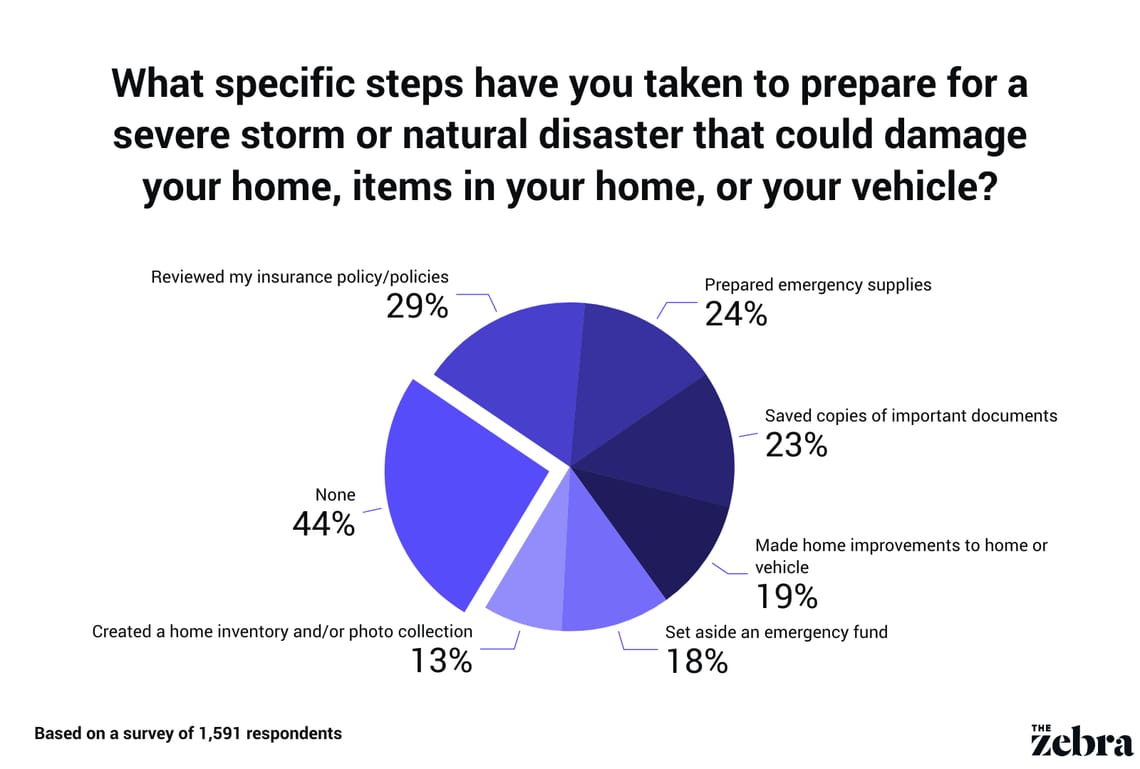 What specific steps have you taken to prepare for a
severe storm or natural disaster that could damage
your home, items in your home, or your vehicle?
Reviewed my insurance policy/policies
29%
Prepared emergency supplies
24%
Saved copies of important documents
23%
None
44%
Made home improvements to home or
vehicle
19%
Created a home inventory and/or photo collection
13%
Set aside an emergency fund
18%
Based on a survey of 1,591 respondents
THE
zebra